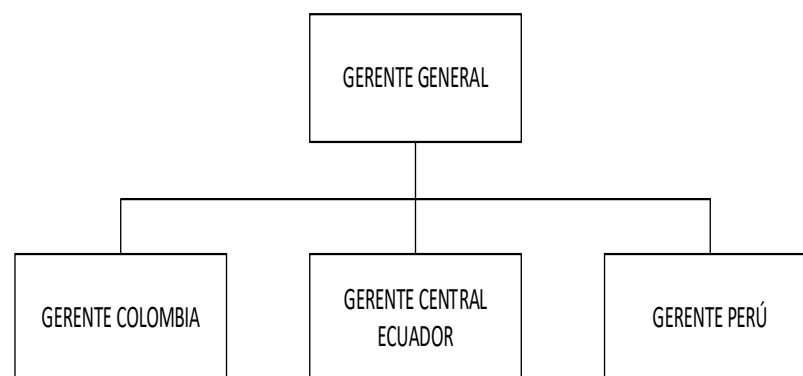 GERENTE GENERAL
GERENTE COLOMBIA
GERENTE CENTRAL
ECUADOR
GERENTE PERÚ